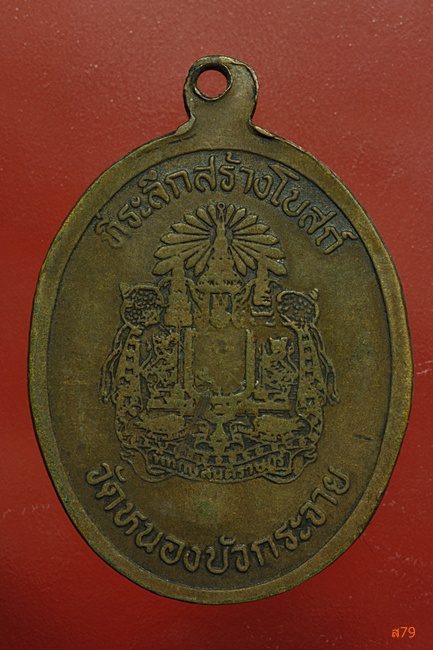 ที่ระลึกสร้างโบสถ์
วัดหนองบัวกระจาย
ส79